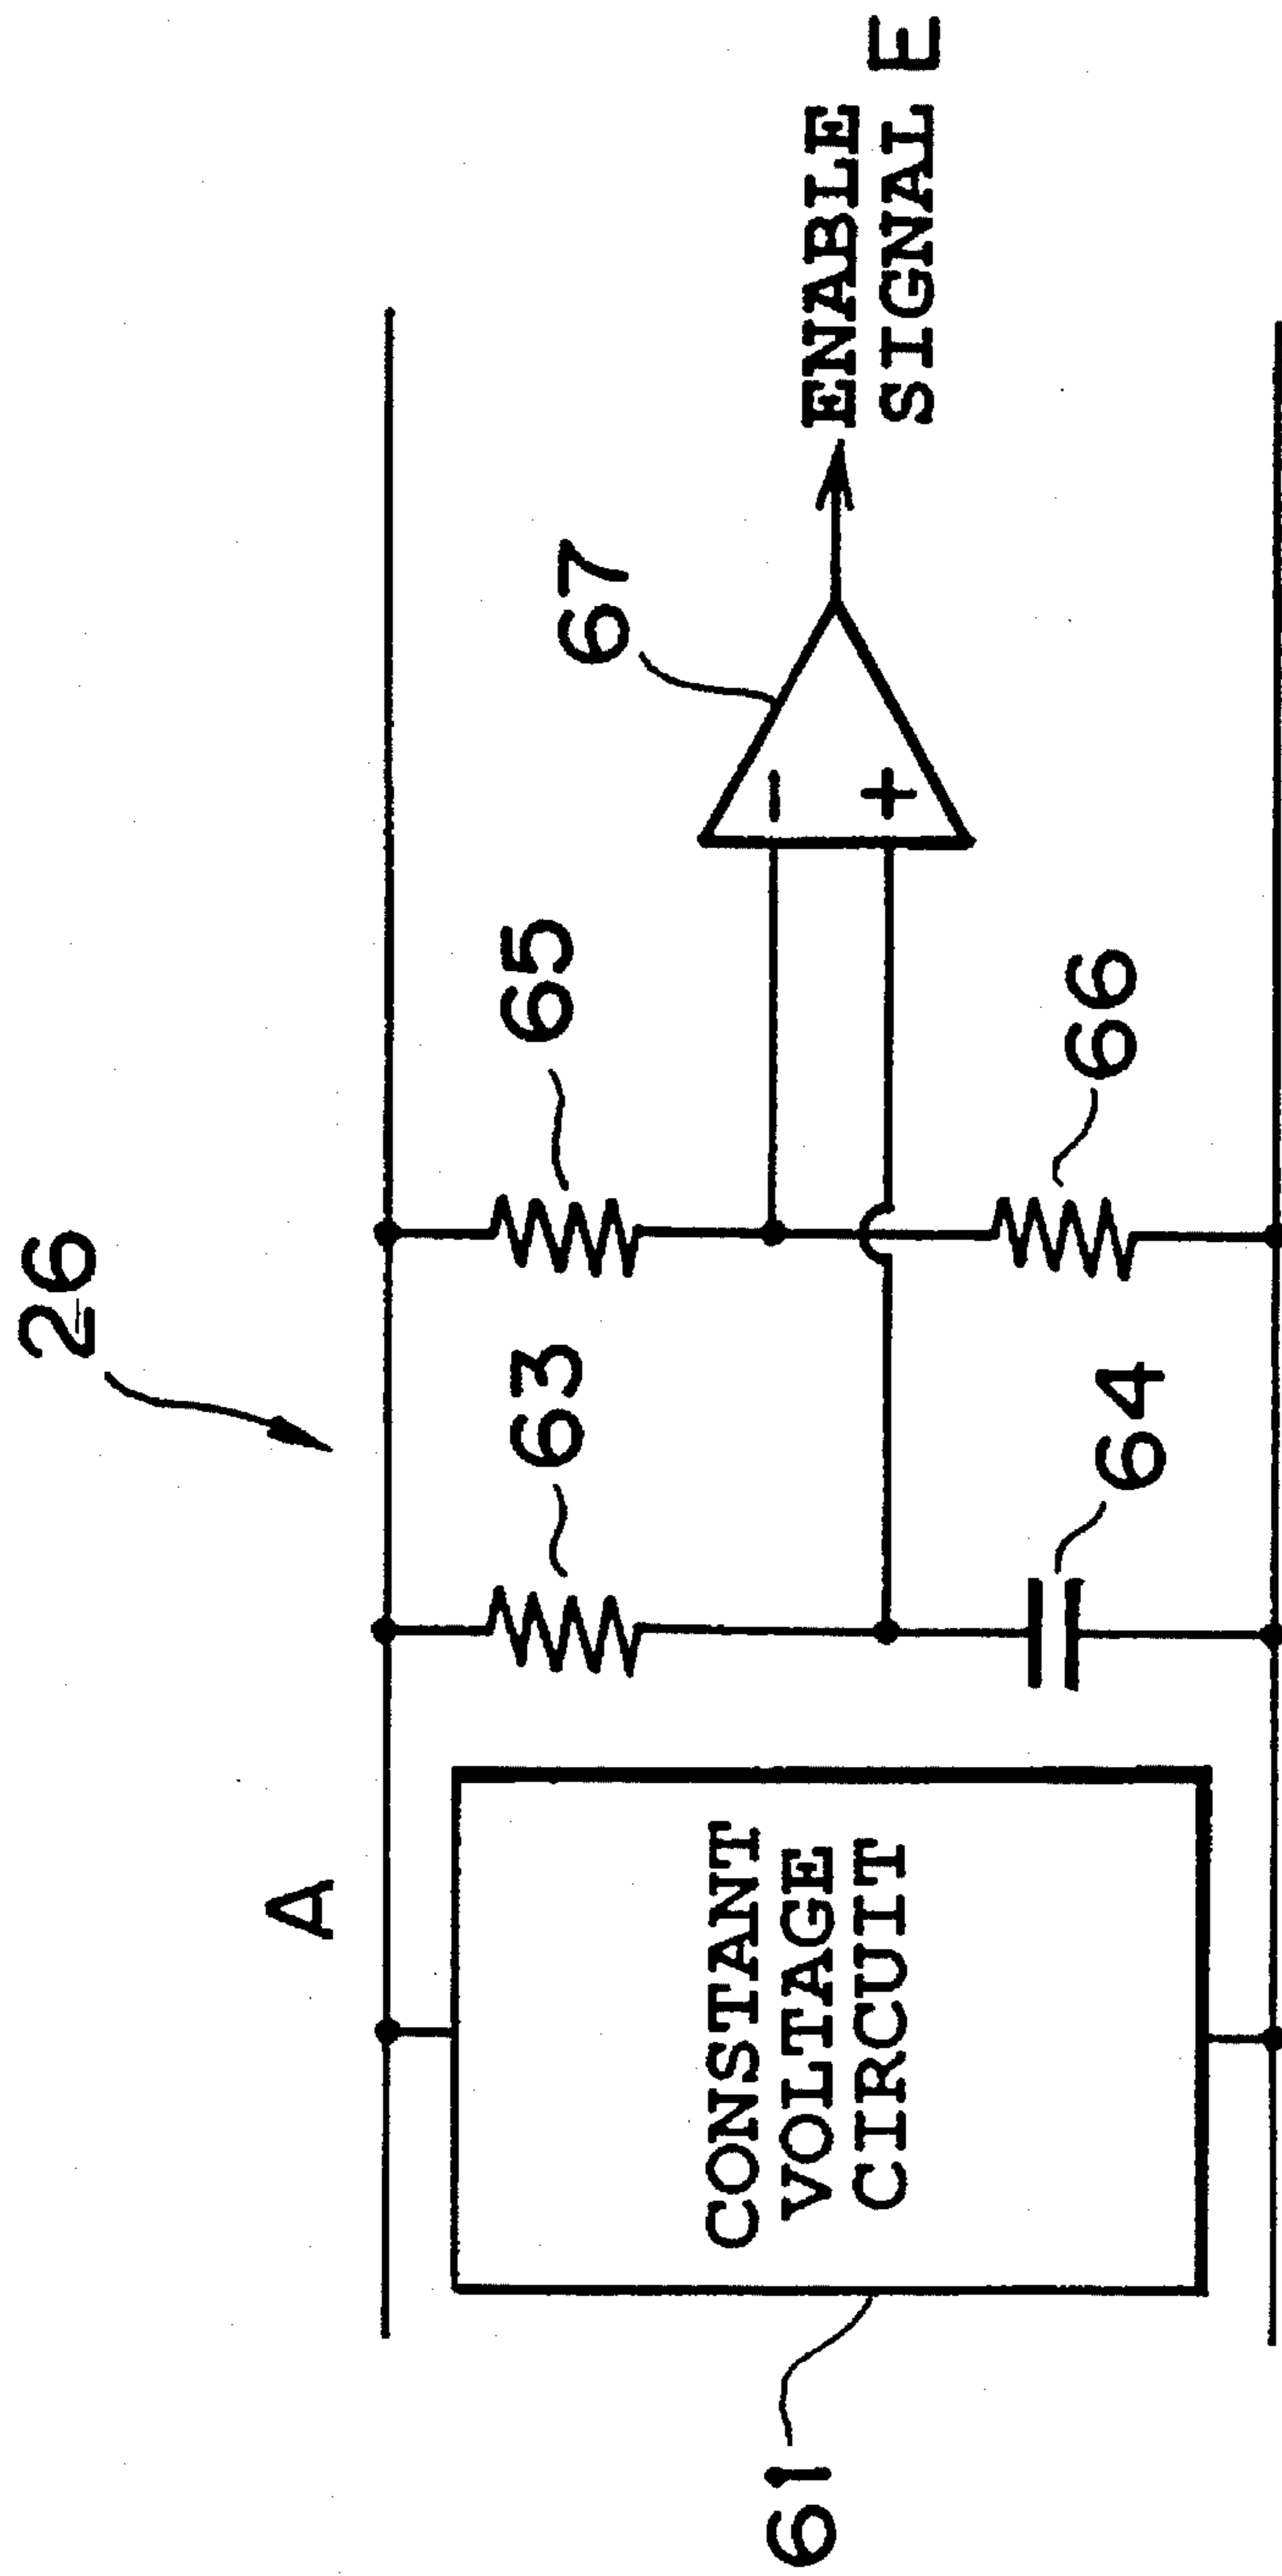 26
A
63
65
67
CONSTANT
VOLTAGE
CIRCUIT
-
+
ENABLE
SIGNAL E
64
66
61